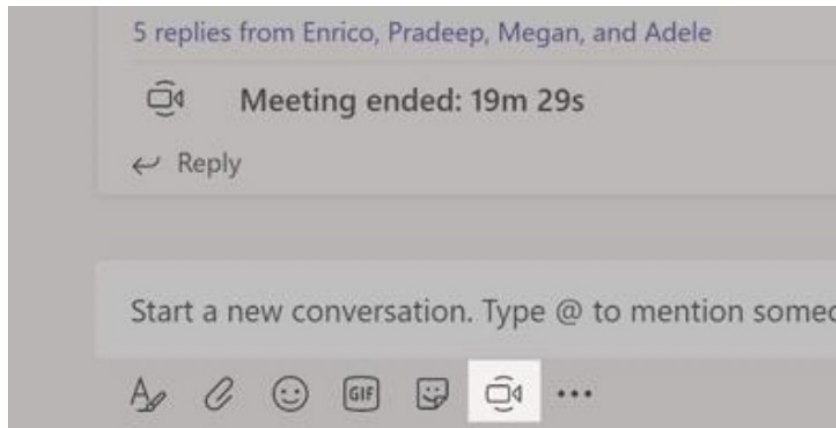 5 replies from Enrico, Pradeep, Megan, and Adele
Meeting ended: 19m 29s
Reply
Start a new conversation. Type @ to mention
GIF